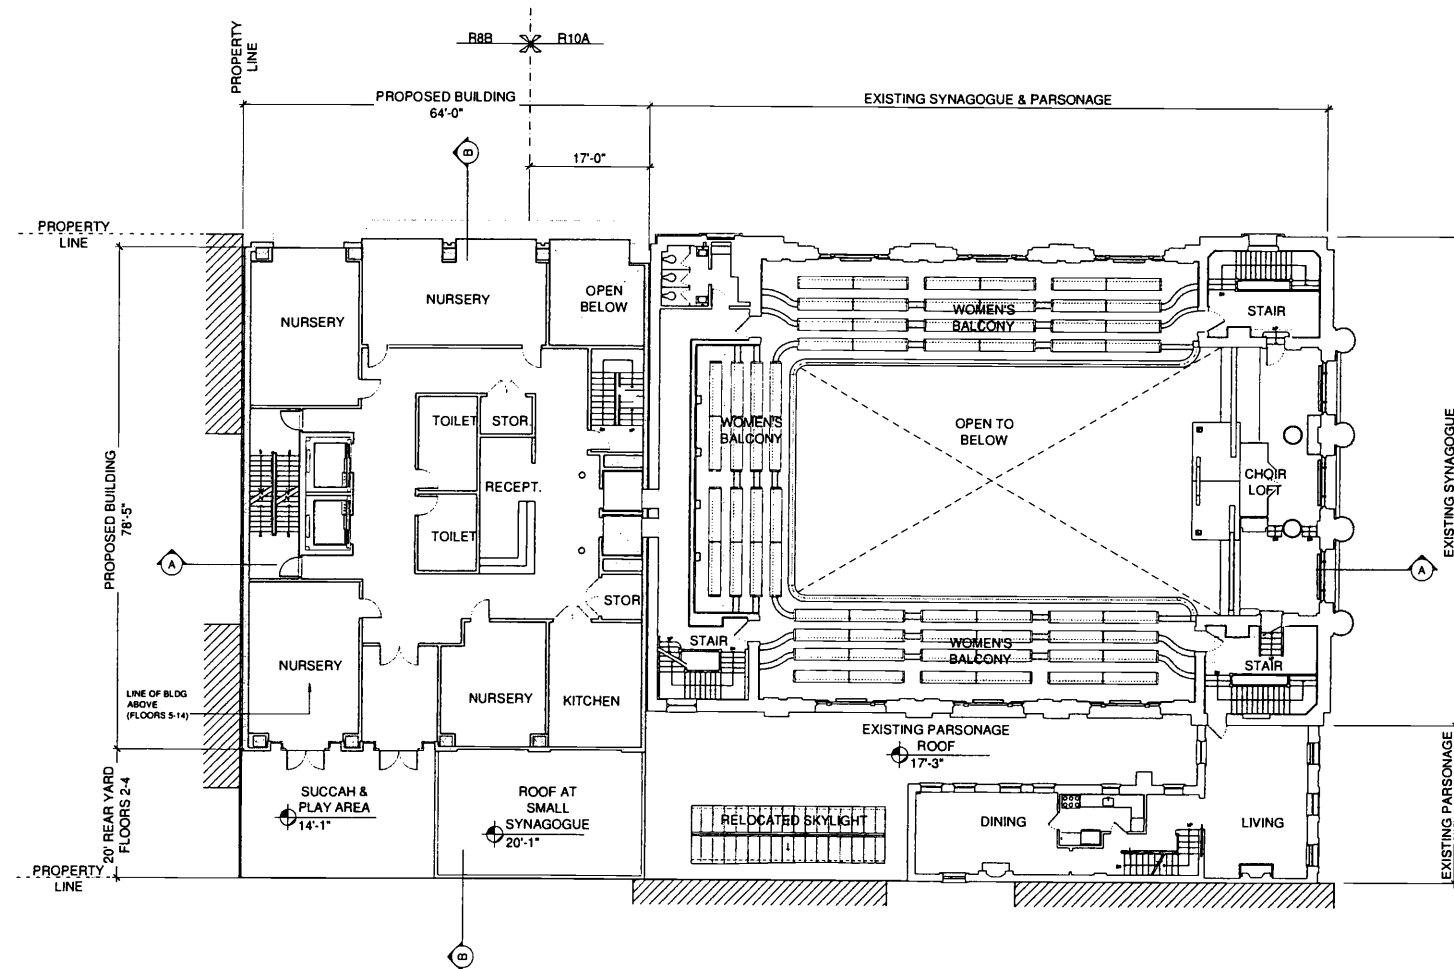 R8B
R10A
PROPERTY
LINE
PROPOSED BUILDING
64'-0"
EXISTING SYNAGOGUE & PARSONAGE
B
17'-0"
PROPERTY
LINE
NURSERY
NURSERY
OPEN
BELOW
STAIR
WOMEN'S
BALCONY
TOILET
STOR.
WOMEN'S
BALCONY
OPEN TO
BELOW
RECEPT.
CHOIR
LOFT
TOILET
PROPOSED BUILDING
78'-5"
EXISTING SYNAGOGUE
A
A
STOR
STAIR
WOMEN'S
BALCONY
STAIR
NURSERY
LINE OF BLDG
ABOVE
(FLOORS 5-14)
NURSERY
KITCHEN
EXISTING PARSONAGE
ROOF
17'-3"
EXISTING PARSONAGE
20' REAR YARD
FLOORS 2-4
SUCCAH &
PLAY AREA
14'-1"
ROOF AT
SMALL
SYNAGOGUE
20'-1"
RELOCATED SKYLIGHT
DINING
LIVING
PROPERTY
LINE
B